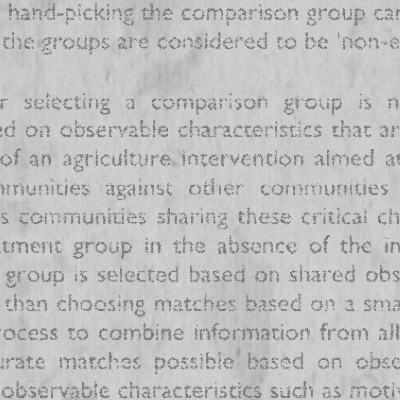 hand-picking the comparison group can
the groups are considered to be 'non-e
r selecting a comparison group is n
ed on observable characteristics that ar
of an agriculture intervention aimed a
mmunities against other communities
s communities sharing these critical ch
atment group in the absence of the in
group is selected based on shared obs
than choosing matches based on a sma
rocess to combine information from all
urate matches possible based on obse
observable characteristics such as motiv